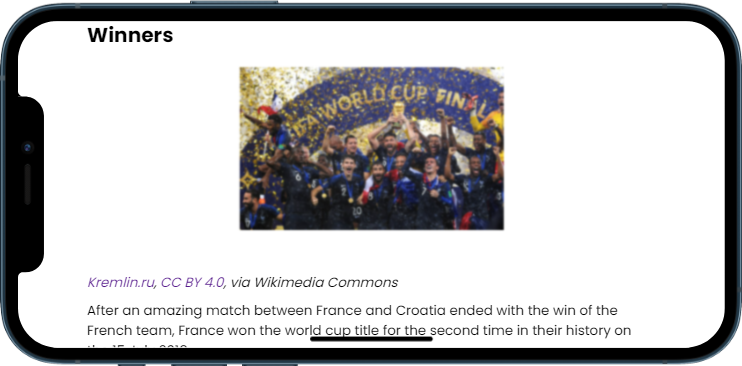 Winners
FIFA WORLD CUP FINAL
6
10
Kremlin.ru, CC BY 4.0, via Wikimedia Commons
After an amazing match between France and Croatia ended with the win of the
French team, France won the world cup title for the second time in their history on